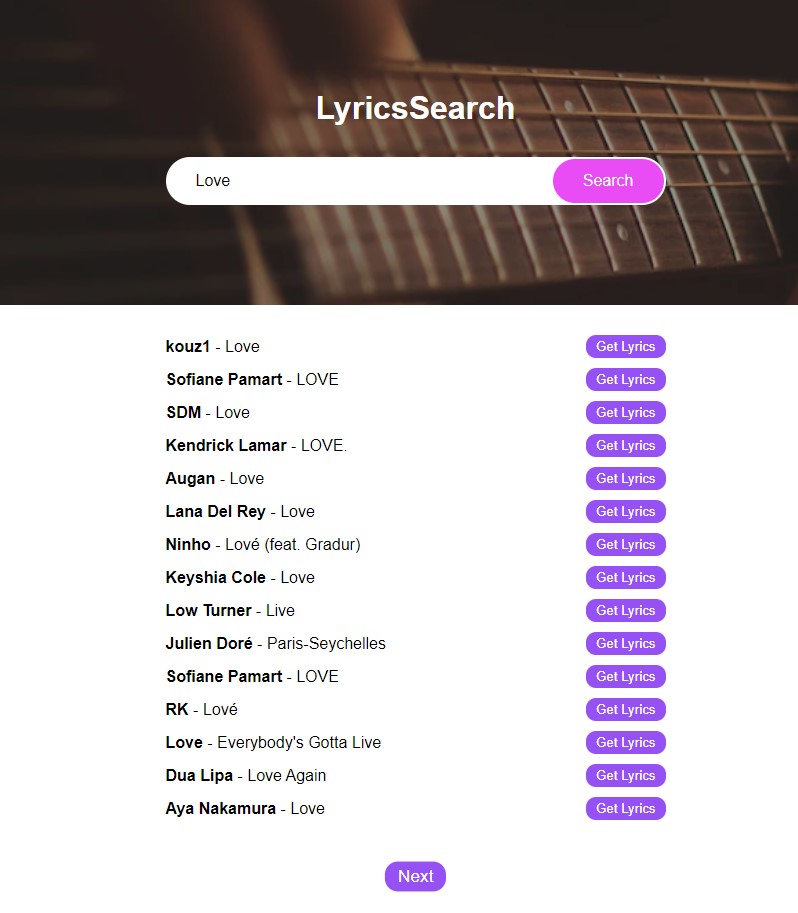 LyricsSearch
Love Search
kouz1 - Love Get Lyrics
Sofiane Pamart - LOVE Get Lyrics
SDM - Love Get Lyrics
Kendrick Lamar - LOVE. Get Lyrics
Augan - Love Get Lyrics
Lana Del Rey - Love Get Lyrics
Ninho - Lové (feat. Gradur) Get Lyrics
Keyshia Cole - Love Get Lyrics
Low Turner - Live Get Lyrics
Julien Doré - Paris-Seychelles Get Lyrics
Sofiane Pamart - LOVE Get Lyrics
RK - Lové Get Lyrics
Love - Everybody's Gotta Live Get Lyrics
Dua Lipa - Love Again Get Lyrics
Aya Nakamura - Love Get Lyrics
Next